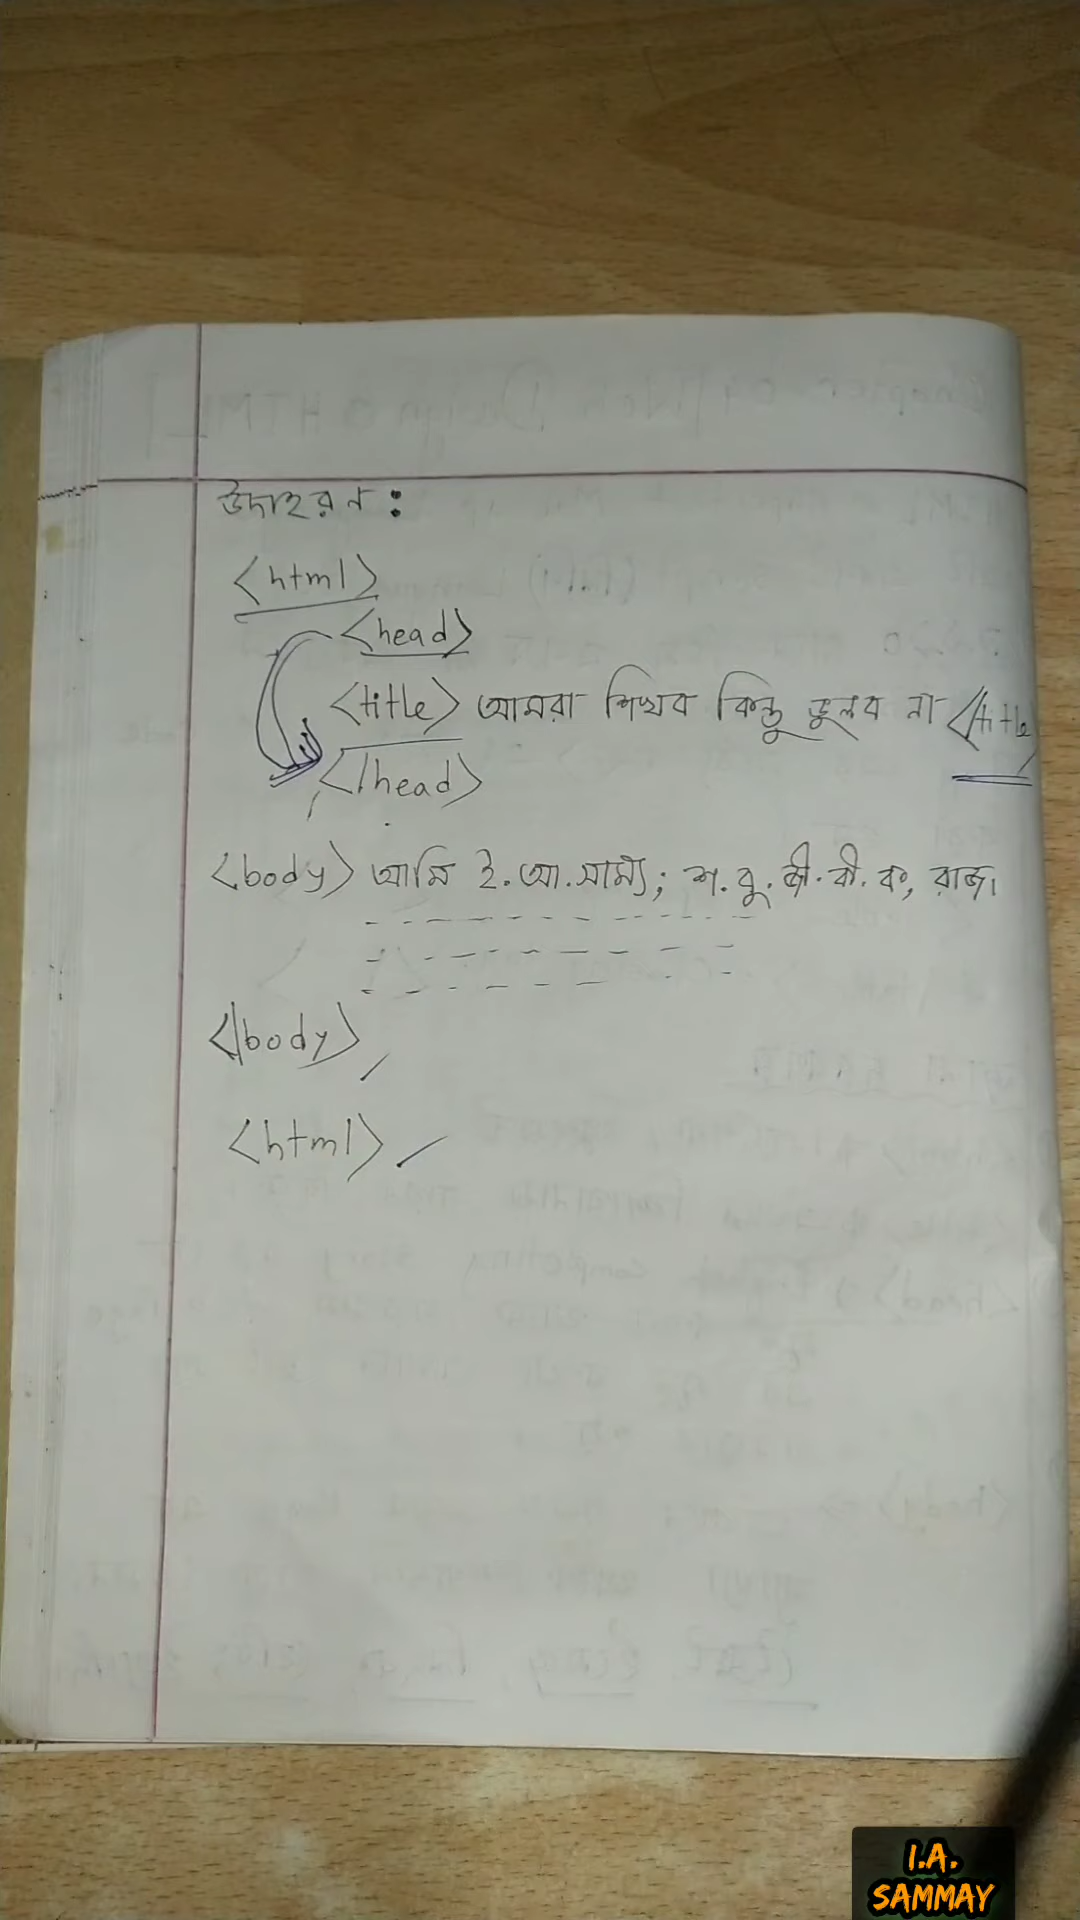 উদাহরণ :
<html>
<head>
<title> আমরা শিখব কিন্তু ভুলব না </title
</head>
<body> আমি ই.আ.সাম্য; শ.বু.জী.বী.ক, রাজ।
</body>
<html>
I.A.
SAMMAY